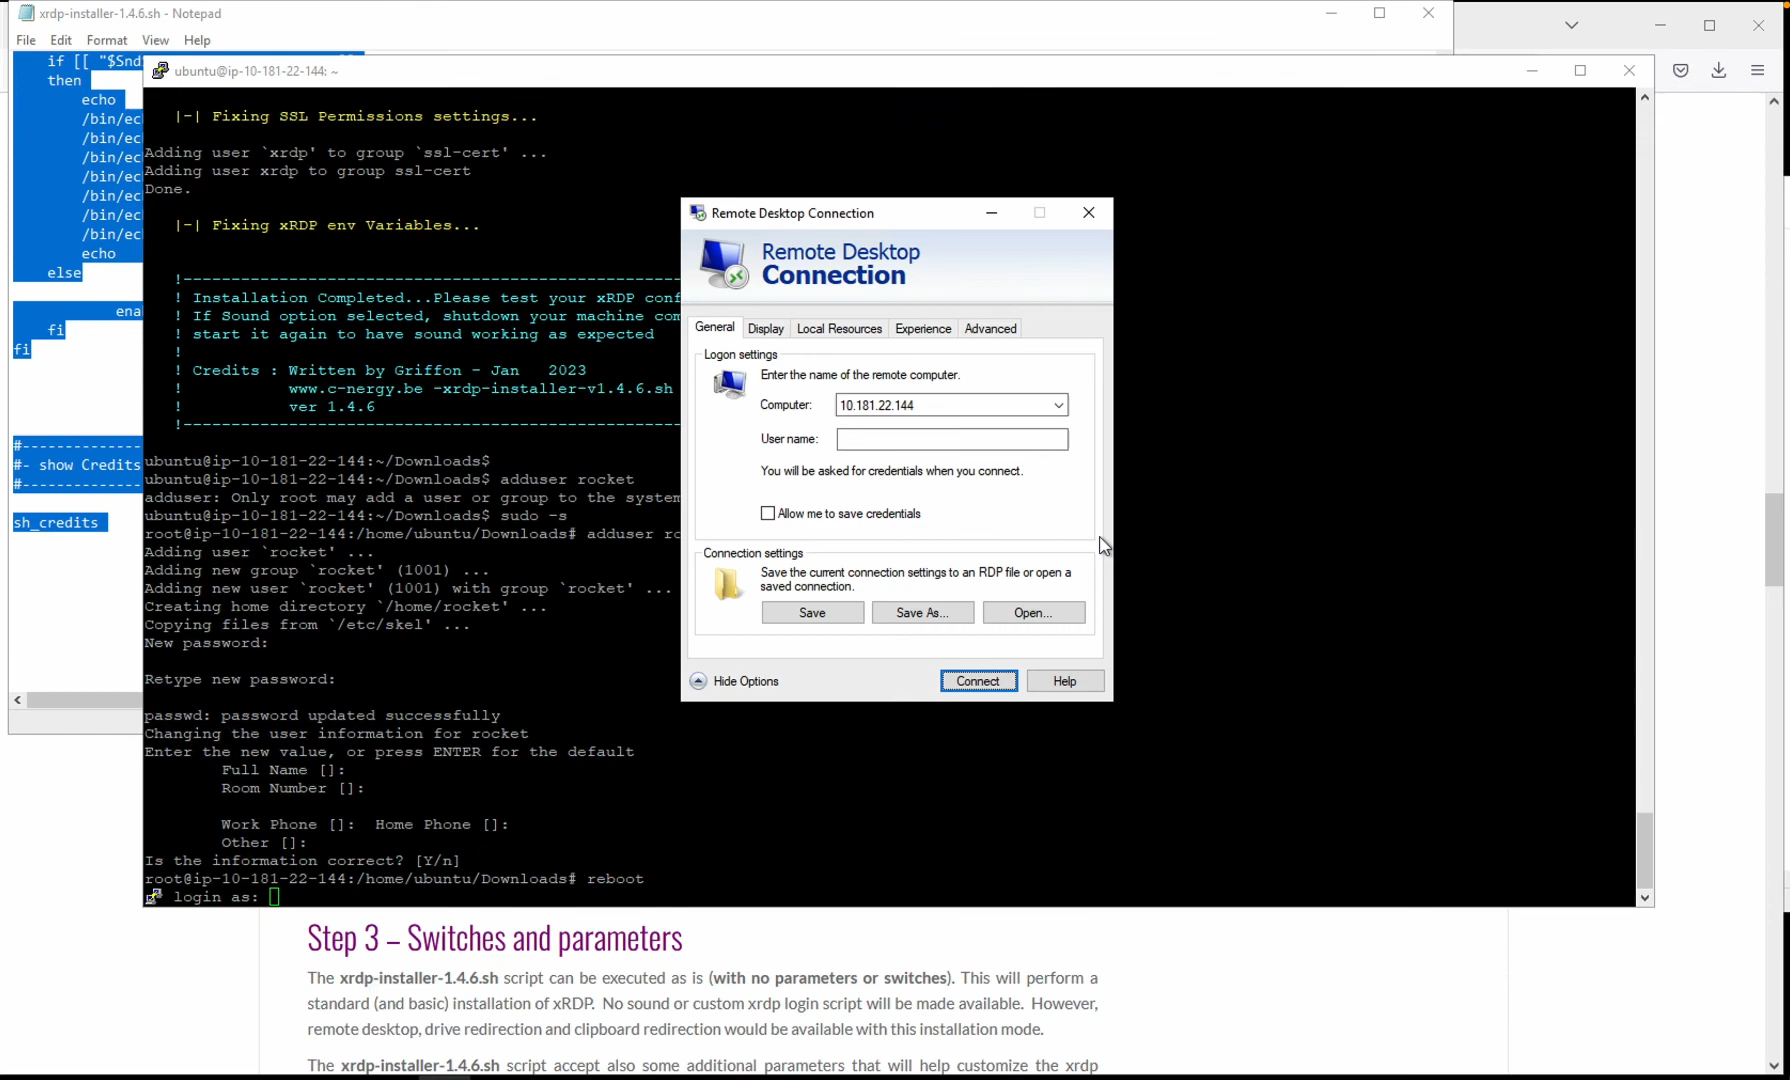 xrdp-installer-1.4.6.sh - Notepad
File Edit Format View Help
if [[ "$Snd
then
echo
/bin/ec
/bin/ec
/bin/ec
/bin/ec
/bin/ec
/bin/ec
/bin/ec
echo
else
ena
fi
fi
#---------------
#- show Credits
#---------------
sh_credits
ubuntu@ip-10-181-22-144: ~
|-| Fixing SSL Permissions settings...
Adding user `xrdp' to group `ssl-cert' ...
Adding user xrdp to group ssl-cert
Done.
|-| Fixing xRDP env Variables...
!----------------------------------------------------
! Installation Completed...Please test your xRDP conf
! If Sound option selected, shutdown your machine com
! start it again to have sound working as expected
!
! Credits : Written by Griffon - Jan 2023
! www.c-nergy.be -xrdp-installer-v1.4.6.sh
! ver 1.4.6
!----------------------------------------------------
ubuntu@ip-10-181-22-144:~/Downloads$
ubuntu@ip-10-181-22-144:~/Downloads$ adduser rocket
adduser: Only root may add a user or group to the system
ubuntu@ip-10-181-22-144:~/Downloads$ sudo -s
root@ip-10-181-22-144:/home/ubuntu/Downloads# adduser ro
Adding user `rocket' ...
Adding new group `rocket' (1001) ...
Adding new user `rocket' (1001) with group `rocket' ...
Creating home directory `/home/rocket' ...
Copying files from `/etc/skel' ...
New password:
Retype new password:
passwd: password updated successfully
Changing the user information for rocket
Enter the new value, or press ENTER for the default
Full Name []:
Room Number []:
Work Phone []: Home Phone []:
Other []:
Is the information correct? [Y/n]
root@ip-10-181-22-144:/home/ubuntu/Downloads# reboot
login as:
Remote Desktop Connection
Remote Desktop
Connection
General Display Local Resources Experience Advanced
Logon settings
Enter the name of the remote computer.
Computer: 10.181.22.144
User name:
You will be asked for credentials when you connect.
Allow me to save credentials
Connection settings
Save the current connection settings to an RDP file or open a
saved connection.
Save Save As... Open...
Hide Options Connect Help
Step 3 – Switches and parameters
The xrdp-installer-1.4.6.sh script can be executed as is (with no parameters or switches). This will perform a
standard (and basic) installation of xRDP. No sound or custom xrdp login script will be made available. However,
remote desktop, drive redirection and clipboard redirection would be available with this installation mode.
The xrdp-installer-1.4.6.sh script accept also some additional parameters that will help customize the xrdp